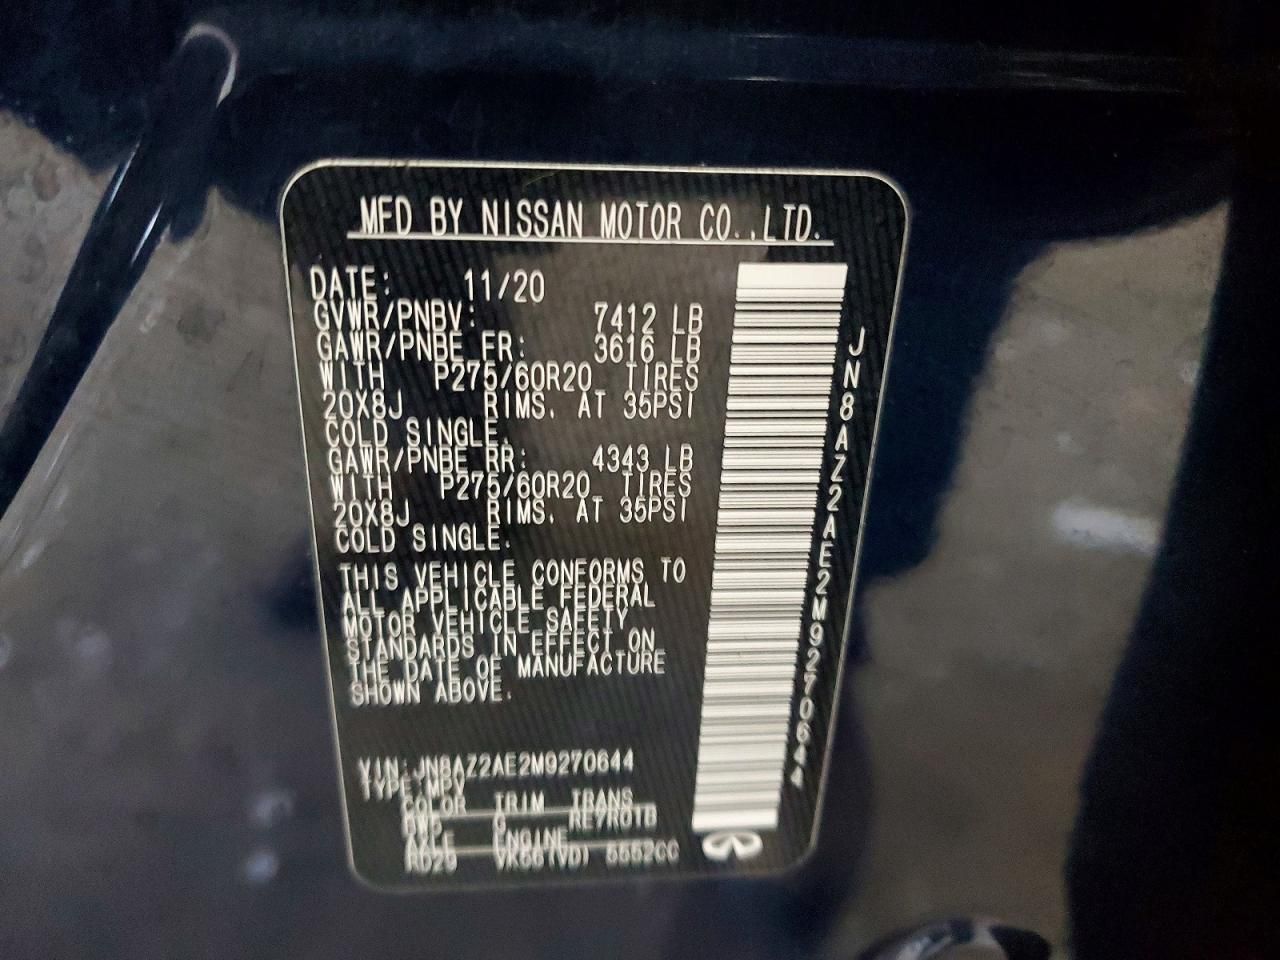 MFD BY NISSAN MOTOR CO.,LTD.
DATE: 11/20
GVWR/PNBV: 7412 LB
GAWR/PNBE FR: 3616 LB
WITH P275/60R20 TIRES
20X8J RIMS. AT 35PSI
COLD SINGLE.
GAWR/PNBE RR: 4343 LB
WITH P275/60R20 TIRES
20X8J RIMS. AT 35PSI
COLD SINGLE.
THIS VEHICLE CONFORMS TO
ALL APPLICABLE FEDERAL
MOTOR VEHICLE SAFETY
STANDARDS IN EFFECT ON
THE DATE OF MANUFACTURE
SHOWN ABOVE.
VIN:JN8AZ2AE2M9270644
TYPE:MPV
COLOR TRIM TRANS
G RE7R01B
AZLE ENGINE
RD29 VK56(VD) 5552CC
JN8AZ2AE2M9270644